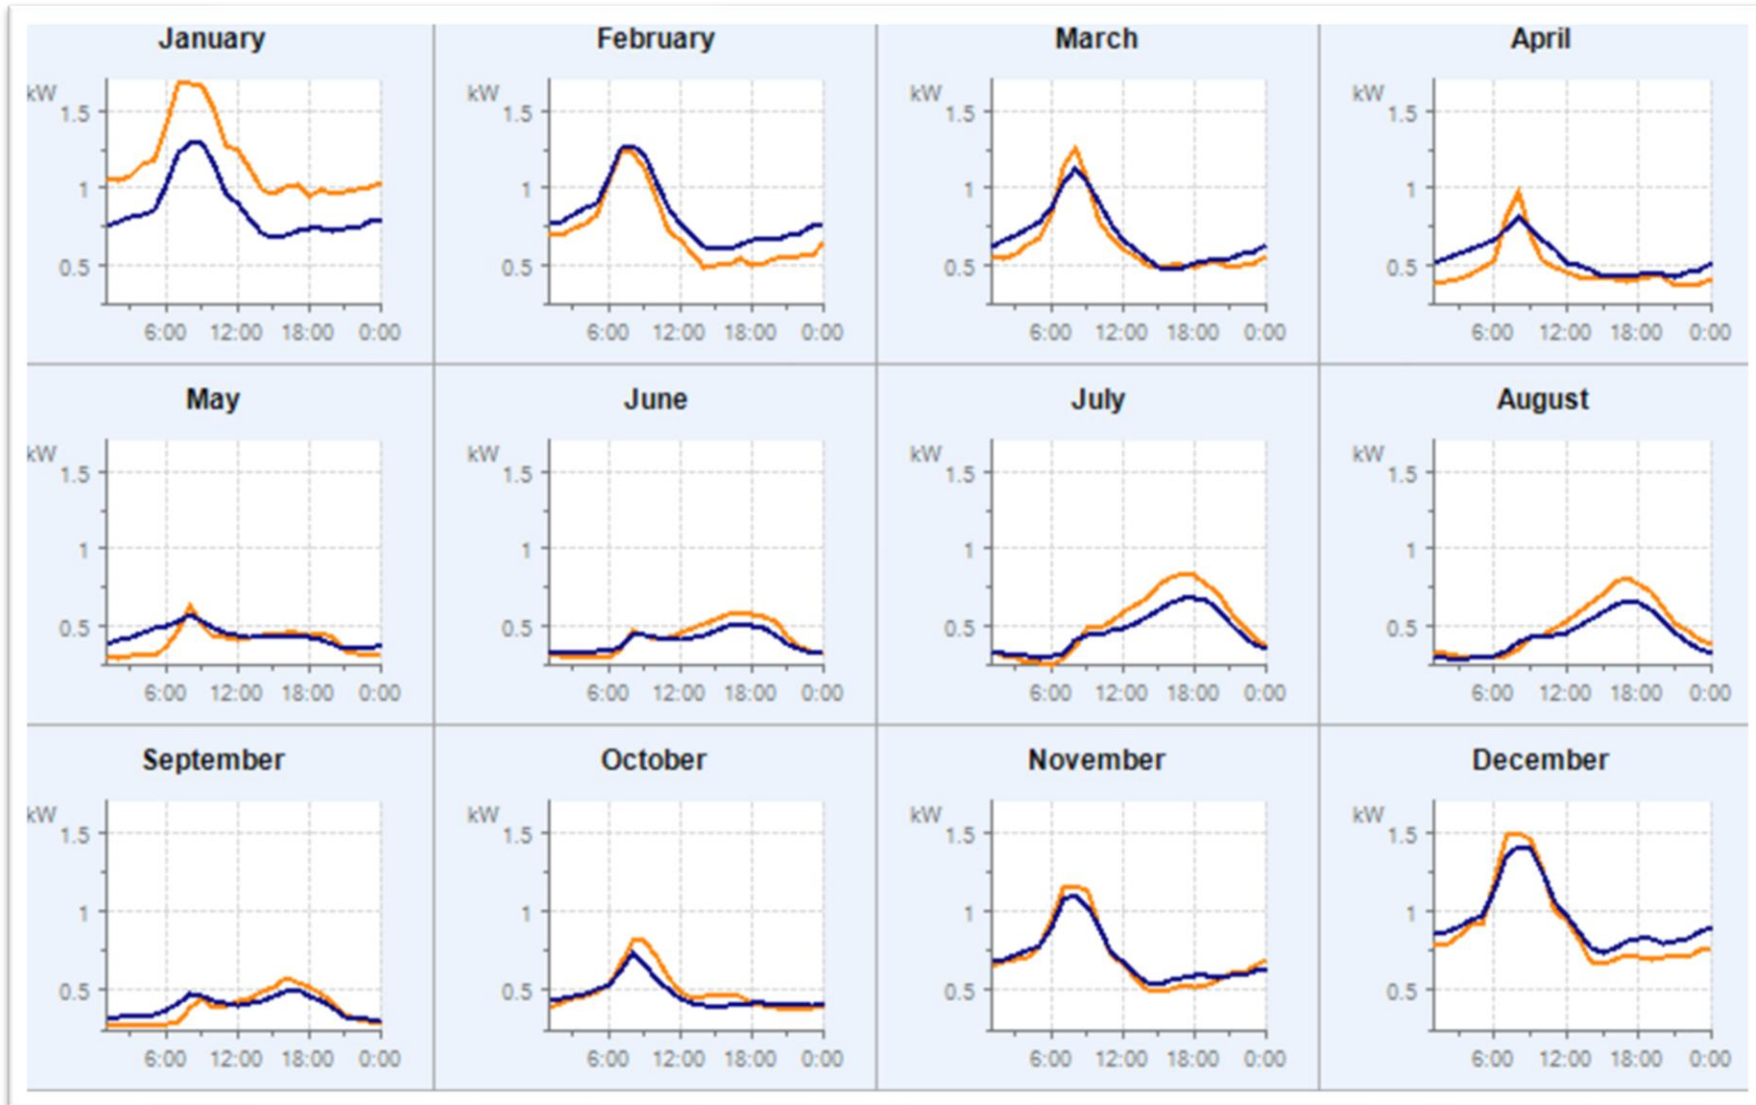 January February March April
kW kW kW kW
1.5 1.5 1.5 1.5
1 1 1 1
0.5 0.5 0.5 0.5
6:00 12:00 18:00 0:00 6:00 12:00 18:00 0:00 6:00 12:00 18:00 0:00 6:00 12:00 18:00 0:00
May June July August
kW kW kW kW
1.5 1.5 1.5 1.5
1 1 1 1
0.5 0.5 0.5 0.5
6:00 12:00 18:00 0:00 6:00 12:00 18:00 0:00 6:00 12:00 18:00 0:00 6:00 12:00 18:00 0:00
September October November December
kW kW kW kW
1.5 1.5 1.5 1.5
1 1 1 1
0.5 0.5 0.5 0.5
6:00 12:00 18:00 0:00 6:00 12:00 18:00 0:00 6:00 12:00 18:00 0:00 6:00 12:00 18:00 0:00